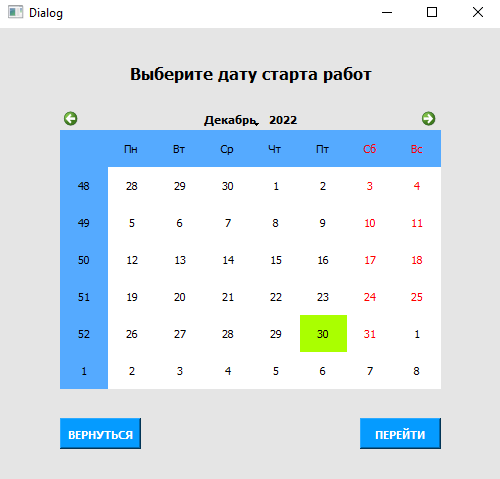 Dialog
Выберите дату старта работ
Декабрь, 2022
Пн Вт Ср Чт Пт Сб Вс
48 28 29 30 1 2 3 4
49 5 6 7 8 9 10 11
50 12 13 14 15 16 17 18
51 19 20 21 22 23 24 25
52 26 27 28 29 30 31 1
1 2 3 4 5 6 7 8
ВЕРНУТЬСЯ ПЕРЕЙТИ